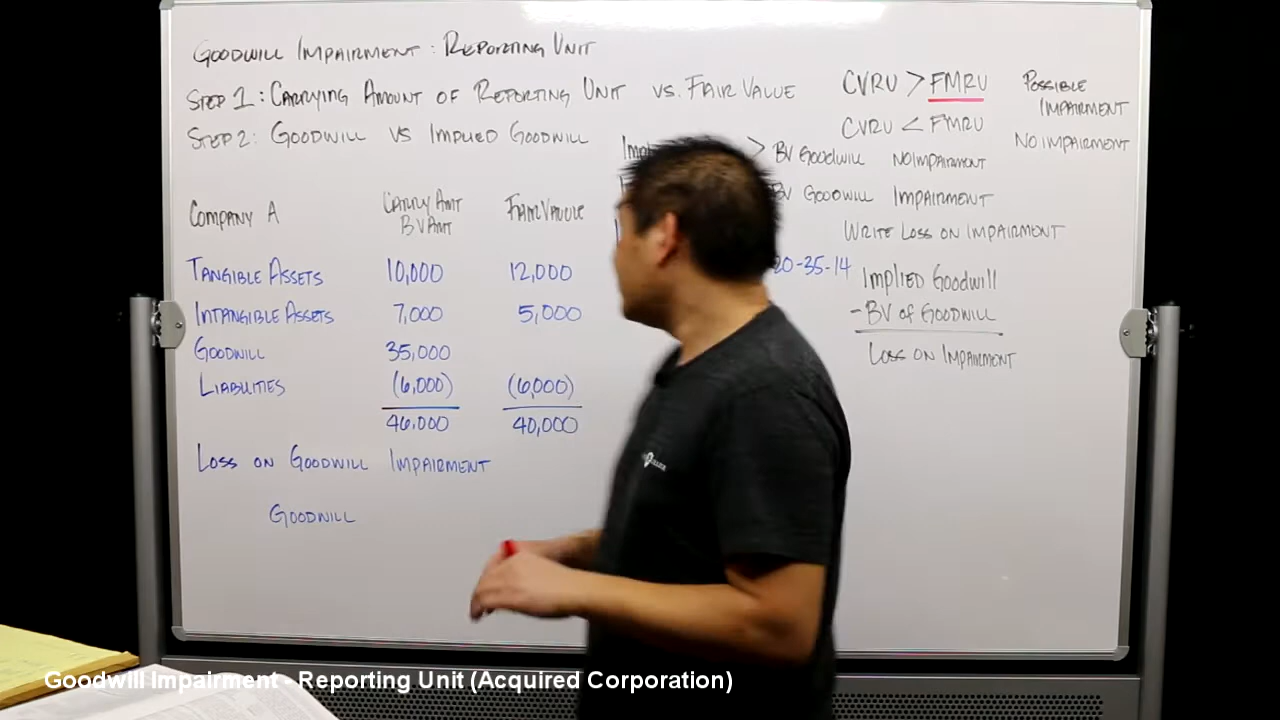 GOODWILL IMPAIRMENT : REPORTING UNIT
STEP 1 : CARRYING AMOUNT OF REPORTING UNIT VS. FAIR VALUE
STEP 2: GOODWILL VS IMPLIED GOODWILL
CVRU > FMRU POSSIBLE IMPAIRMENT
CVRU < FMRU NO IMPAIRMENT
> BV GOODWILL NO IMPAIRMENT
BV GOODWILL IMPAIRMENT
WRITE LOSS ON IMPAIRMENT
20-35-14
IMPLIED GOODWILL
- BV OF GOODWILL
LOSS ON IMPAIRMENT
COMPANY A CARRY AMT BV AMT FAIR VALUE
TANGIBLE ASSETS 10,000 12,000
INTANGIBLE ASSETS 7,000 5,000
GOODWILL 35,000
LIABILITIES (6,000) (6,000)
46,000 40,000
LOSS ON GOODWILL IMPAIRMENT
GOODWILL
Goodwill Impairment - Reporting Unit (Acquired Corporation)